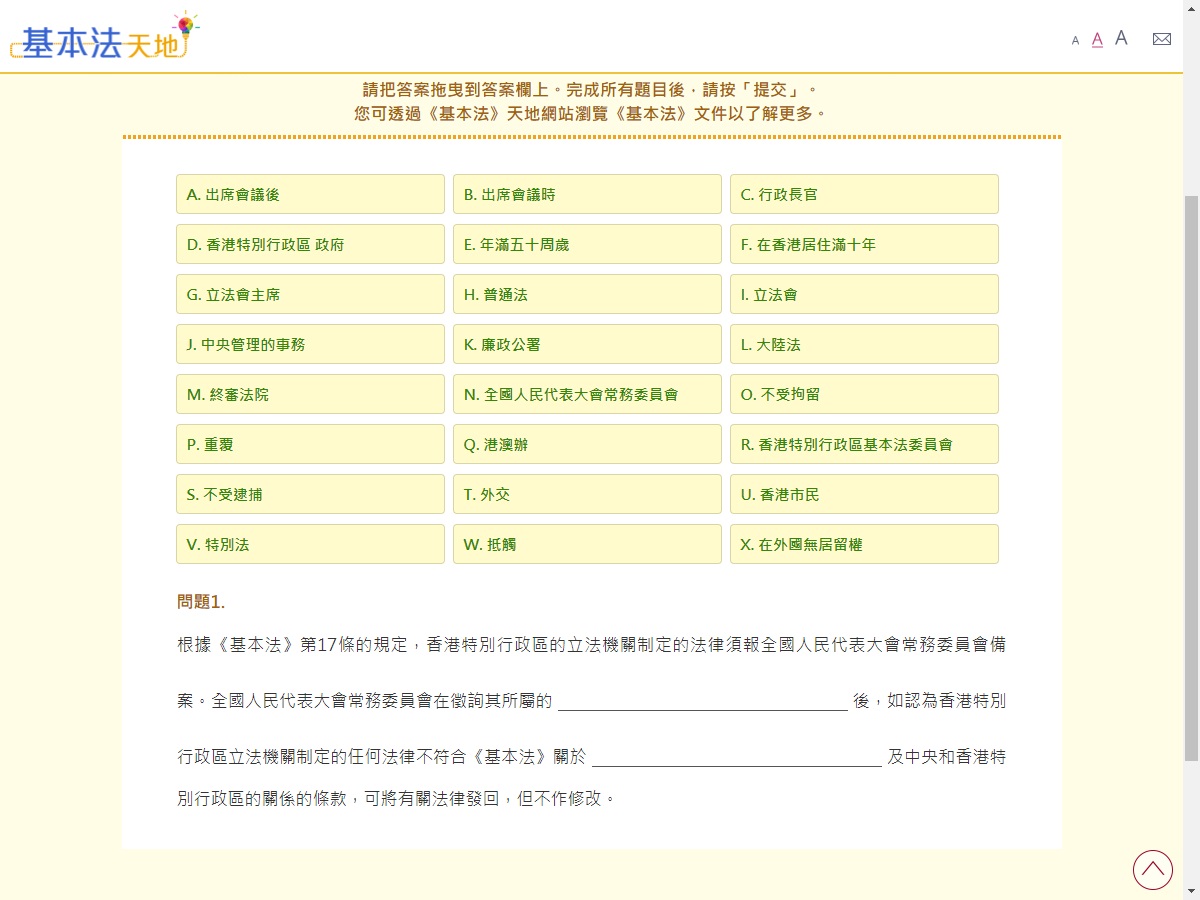 基本法天地
A A A
請把答案拖曳到答案欄上。完成所有題目後，請按「提交」。
您可透過《基本法》天地網站瀏覽《基本法》文件以了解更多。
A. 出席會議後 B. 出席會議時 C. 行政長官
D. 香港特別行政區 政府 E. 年滿五十周歲 F. 在香港居住滿十年
G. 立法會主席 H. 普通法 I. 立法會
J. 中央管理的事務 K. 廉政公署 L. 大陸法
M. 終審法院 N. 全國人民代表大會常務委員會 O. 不受拘留
P. 重覆 Q. 港澳辦 R. 香港特別行政區基本法委員會
S. 不受逮捕 T. 外交 U. 香港市民
V. 特別法 W. 抵觸 X. 在外國無居留權
問題1.
根據《基本法》第17條的規定，香港特別行政區的立法機關制定的法律須報全國人民代表大會常務委員會備
案。全國人民代表大會常務委員會在徵詢其所屬的 後，如認為香港特別
行政區立法機關制定的任何法律不符合《基本法》關於 及中央和香港特
別行政區的關係的條款，可將有關法律發回，但不作修改。